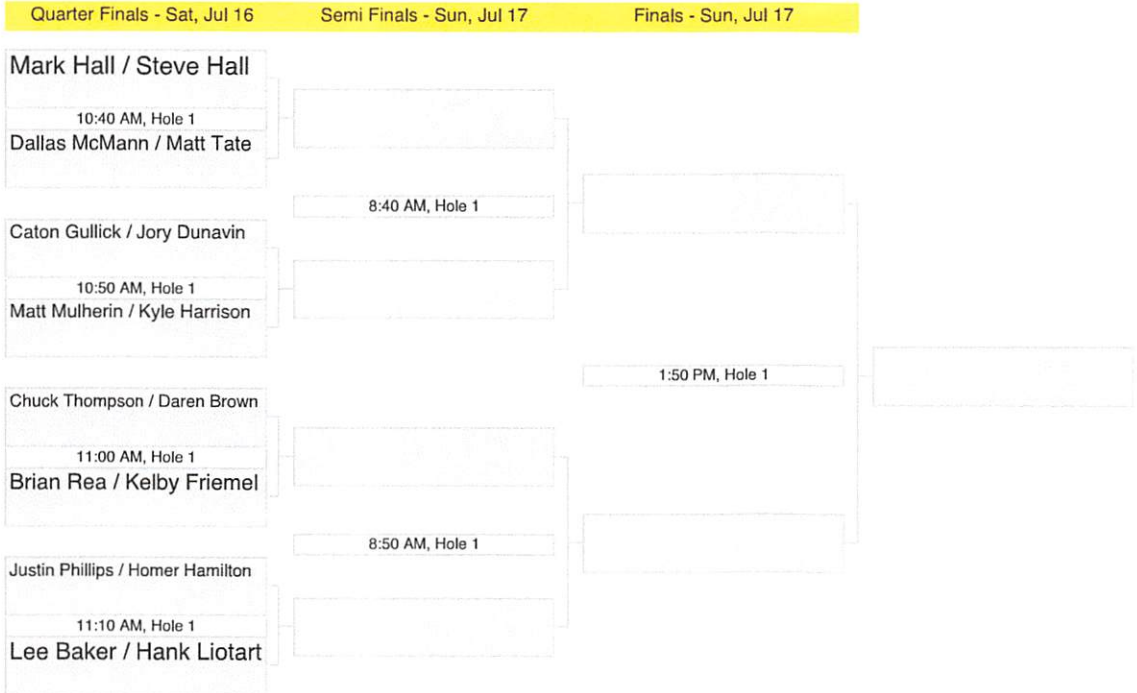 Quarter Finals - Sat, Jul 16
Semi Finals - Sun, Jul 17
Finals - Sun, Jul 17
Mark Hall / Steve Hall
10:40 AM, Hole 1
Dallas McMann / Matt Tate
8:40 AM, Hole 1
Caton Gullick / Jory Dunavin
10:50 AM, Hole 1
Matt Mulherin / Kyle Harrison
1:50 PM, Hole 1
Chuck Thompson / Daren Brown
11:00 AM, Hole 1
Brian Rea / Kelby Friemel
8:50 AM, Hole 1
Justin Phillips / Homer Hamilton
11:10 AM, Hole 1
Lee Baker / Hank Liotart